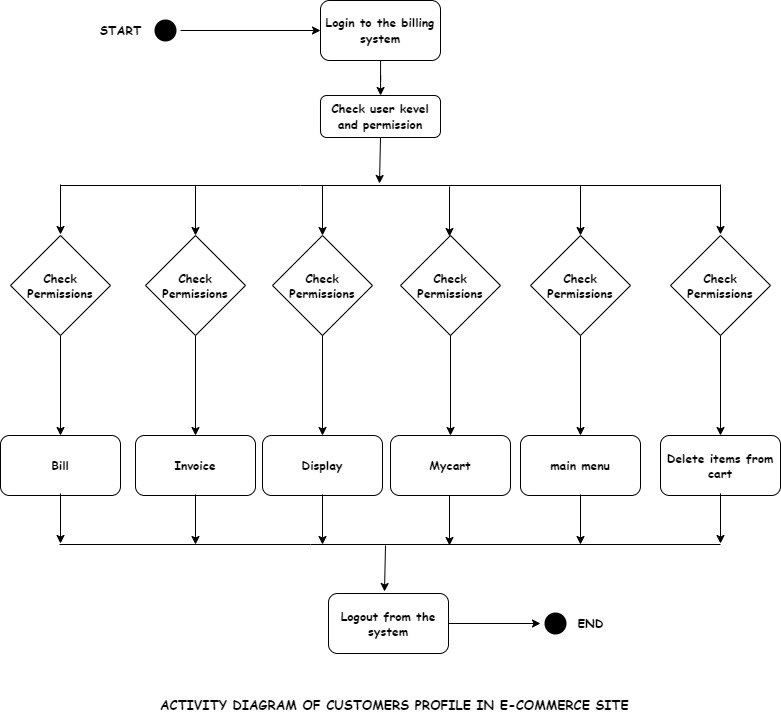 START
Login to the billing
system
Check user kevel
and permission
Check
Permissions
Check
Permissions
Check
Permissions
Check
Permissions
Check
Permissions
Check
Permissions
Bill
Invoice
Display
Mycart
main menu
Delete items from
cart
Logout from the
system
END
ACTIVITY DIAGRAM OF CUSTOMERS PROFILE IN E-COMMERCE SITE